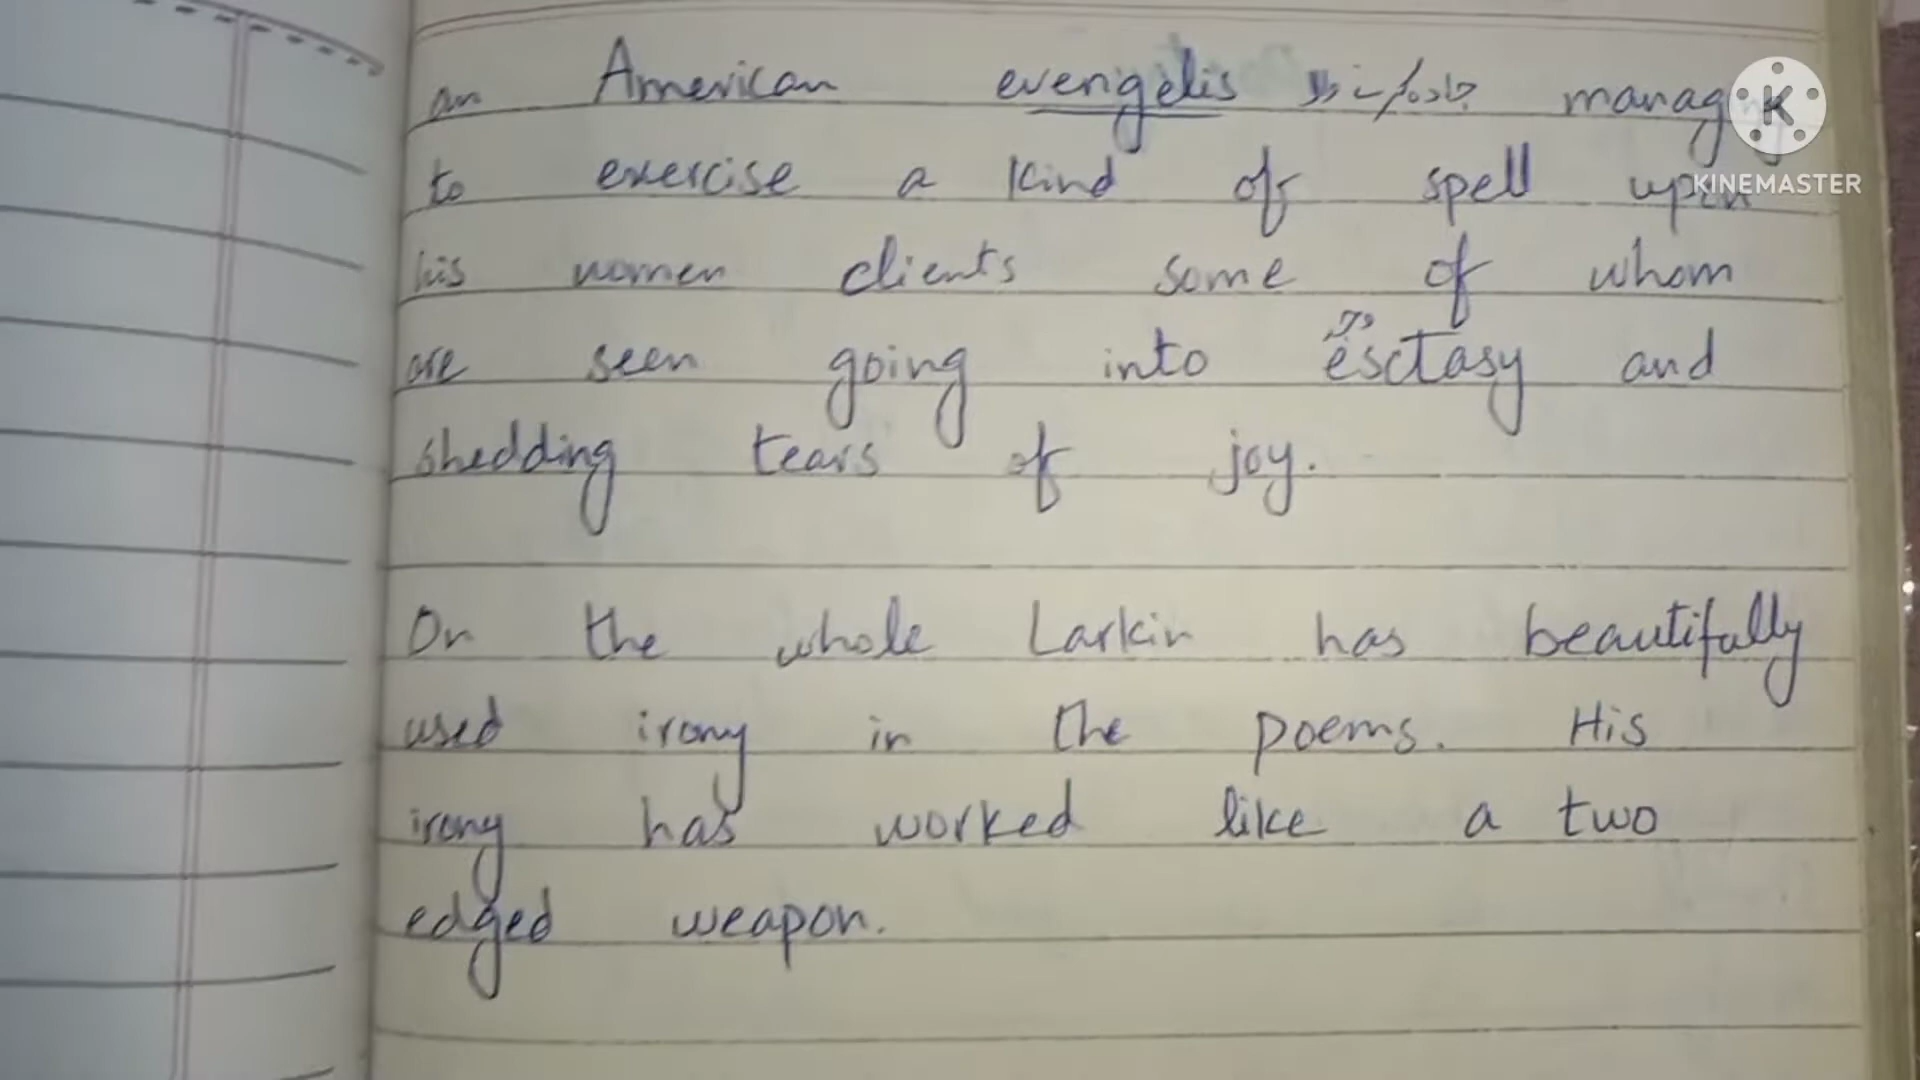 an American evengelis managing
to exercise a kind of spell upon
his women clients some of whom
are seen going into esctasy and
shedding tears of joy.
On the whole Larkin has beautifully
used irony in the poems. His
irony has worked like a two
edged weapon.
K
KINEMASTER